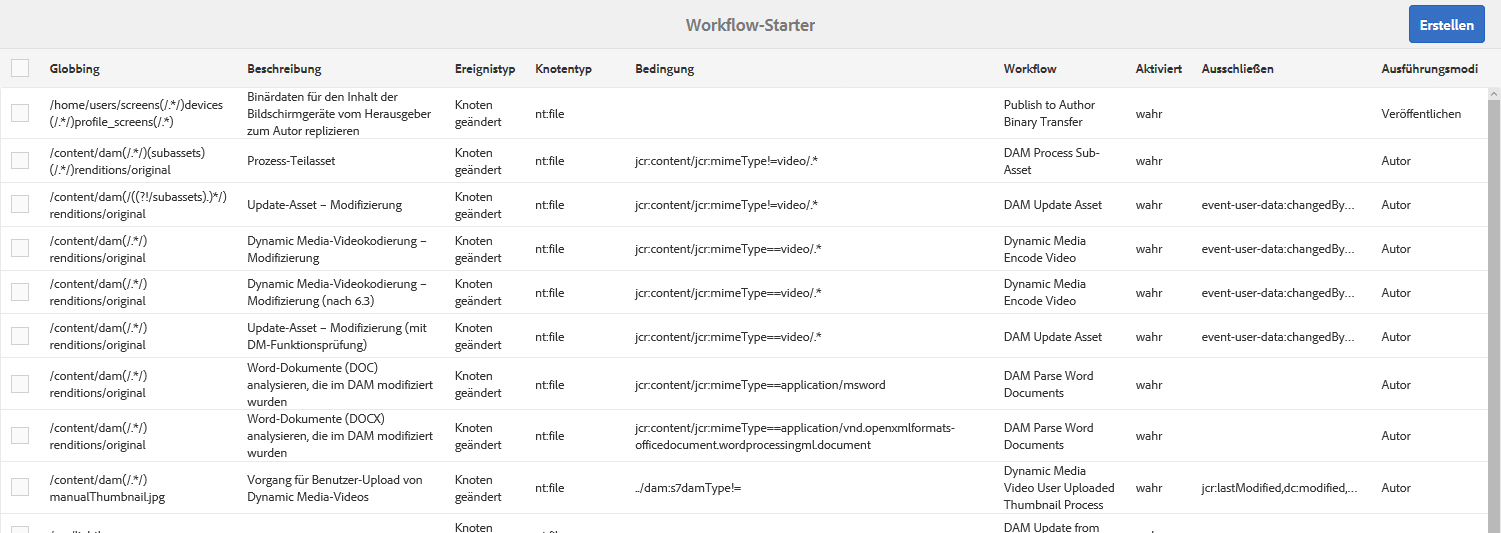 Workflow-Starter
Erstellen
Globbing Beschreibung Ereignistyp Knotentyp Bedingung Workflow Aktiviert Ausschließen Ausführungsmodi
/home/users/screens(/.*/)devices
(/.*/)profile_screens(/.*)
Binärdaten für den Inhalt der
Bildschirmgeräte vom Herausgeber
zum Autor replizieren
Knoten
geändert
nt:file
Publish to Author
Binary Transfer
wahr
Veröffentlichen
/content/dam(/.*/)(subassets)
(/.*/)renditions/original
Prozess-Teilasset
Knoten
geändert
nt:file
jcr:content/jcr:mimeType!=video/.*
DAM Process Sub-
Asset
wahr
Autor
/content/dam(/((?!/subassets).)*/)
renditions/original
Update-Asset – Modifizierung
Knoten
geändert
nt:file
jcr:content/jcr:mimeType!=video/.*
DAM Update Asset
wahr
event-user-data:changedBy...
Autor
/content/dam(/.*/)
renditions/original
Dynamic Media-Videokodierung –
Modifizierung
Knoten
geändert
nt:file
jcr:content/jcr:mimeType==video/.*
Dynamic Media
Encode Video
wahr
event-user-data:changedBy...
Autor
/content/dam(/.*/)
renditions/original
Dynamic Media-Videokodierung –
Modifizierung (nach 6.3)
Knoten
geändert
nt:file
jcr:content/jcr:mimeType==video/.*
Dynamic Media
Encode Video
wahr
event-user-data:changedBy...
Autor
/content/dam(/.*/)
renditions/original
Update-Asset – Modifizierung (mit
DM-Funktionsprüfung)
Knoten
geändert
nt:file
jcr:content/jcr:mimeType==video/.*
DAM Update Asset
wahr
event-user-data:changedBy...
Autor
/content/dam(/.*/)
renditions/original
Word-Dokumente (DOC)
analysieren, die im DAM modifiziert
wurden
Knoten
geändert
nt:file
jcr:content/jcr:mimeType==application/msword
DAM Parse Word
Documents
wahr
Autor
/content/dam(/.*/)
renditions/original
Word-Dokumente (DOCX)
analysieren, die im DAM modifiziert
wurden
Knoten
geändert
nt:file
jcr:content/jcr:mimeType==application/vnd.openxmlformats-
officedocument.wordprocessingml.document
DAM Parse Word
Documents
wahr
Autor
/content/dam(/.*/)
manualThumbnail.jpg
Vorgang für Benutzer-Upload von
Dynamic Media-Videos
Knoten
geändert
nt:file
../dam:s7damType!=
Dynamic Media
Video User Uploaded
Thumbnail Process
wahr
jcr:lastModified,dc:modified,...
Autor
Knoten
DAM Update from